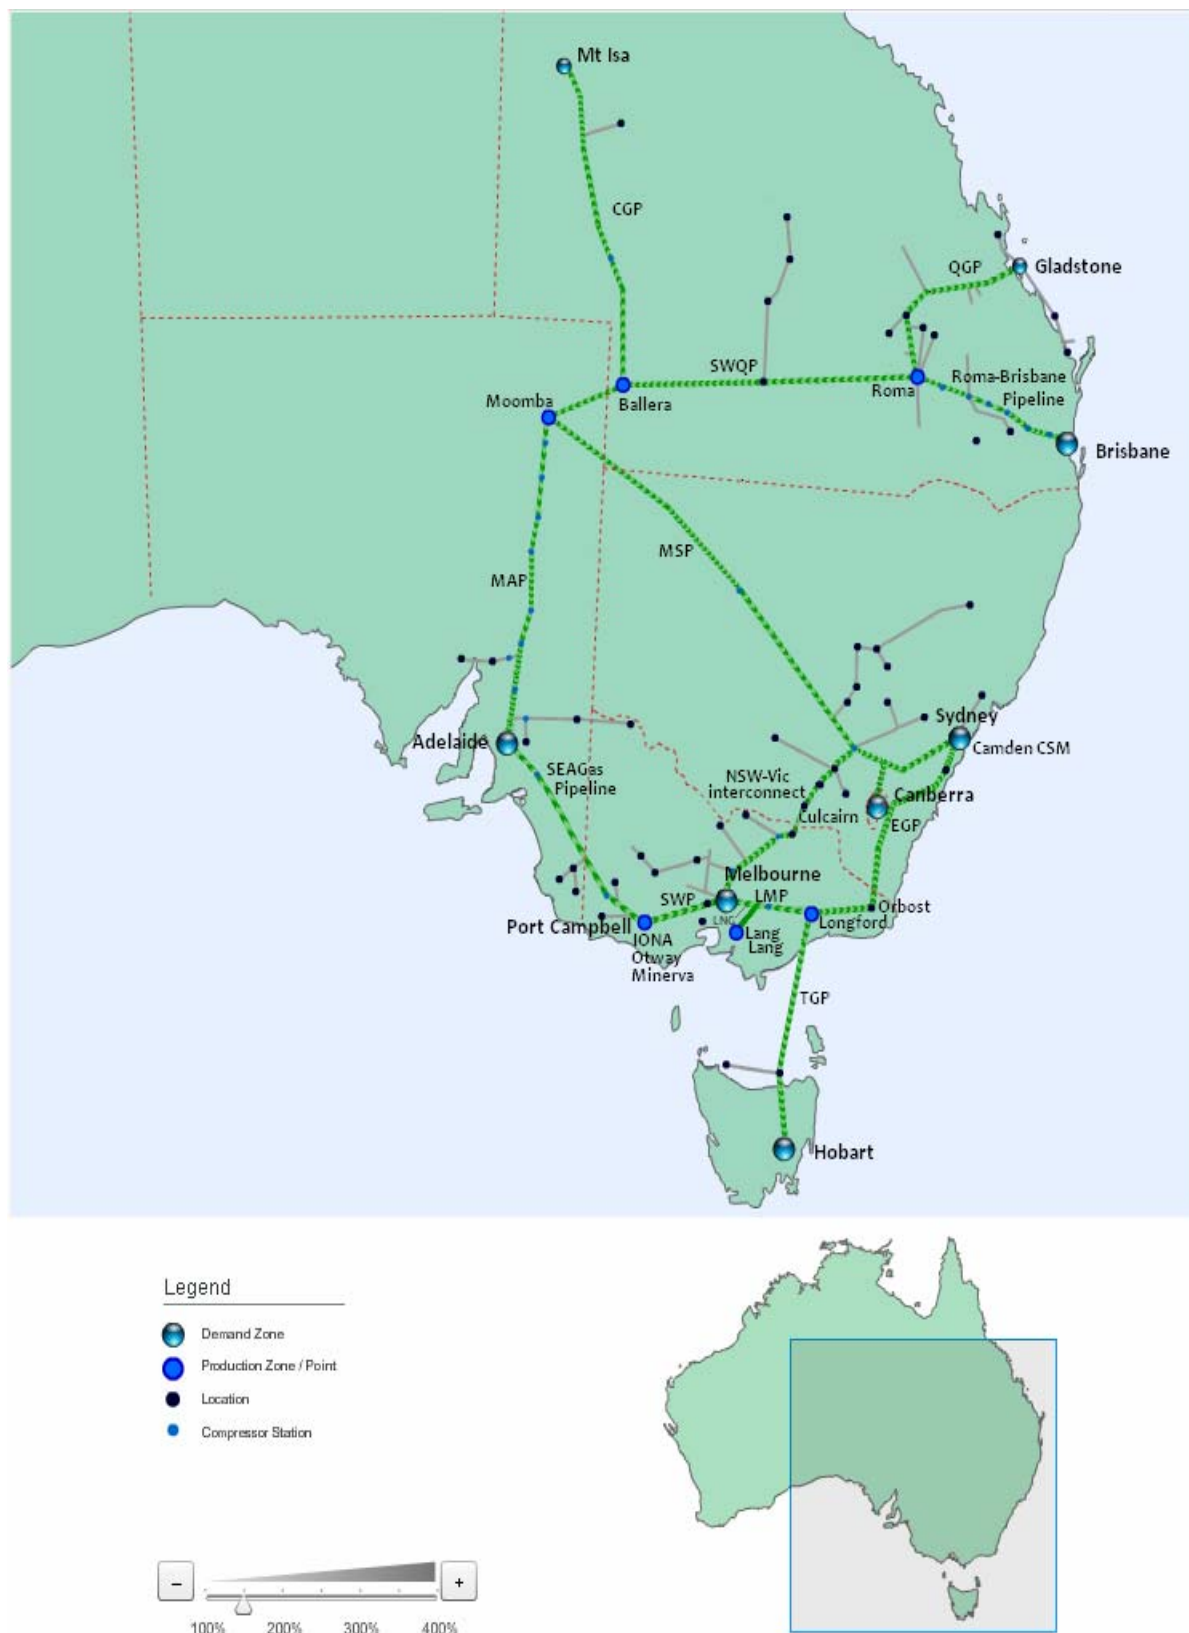 Mt Isa
CGP
QGP
Gladstone
SWQP
Roma-Brisbane
Pipeline
Moomba
Ballera
Roma
Brisbane
MSP
MAP
Sydney
Adelaide
Camden CSM
SEAGas
Pipeline
NSW-Vic
interconnect
Canberra
Culcairn
EGP
Melbourne
SWP
LMP
Orbost
Port Campbell
LNG
Longford
IONA
Otway
Minerva
Lang
Lang
TGP
Hobart
Legend
Demand Zone
Production Zone / Point
Location
Compressor Station
– +
100% 200% 300% 400%